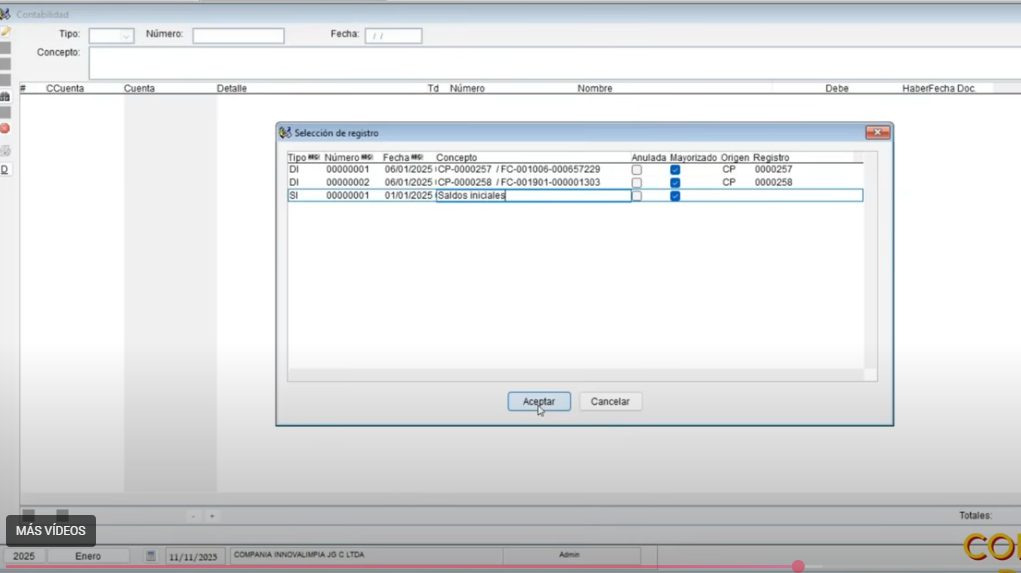 Contabilidad
Tipo: Número: Fecha: / /
Concepto:
# CCuenta Cuenta Detalle Td Número Nombre Debe HaberFecha Doc.
Selección de registro
Tipo Número Fecha Concepto Anulada Mayorizado Origen Registro
DI 00000001 06/01/2025 CP-0000257 / FC-001006-000657229 CP 0000257
DI 00000002 06/01/2025 CP-0000258 / FC-001901-000001303 CP 0000258
SI 00000001 01/01/2025 Saldos iniciales
Aceptar Cancelar
- +
Totales:
MÁS VÍDEOS
2025 Enero 11/11/2025 COMPANIA INNOVALIMPIA JG C LTDA Admin